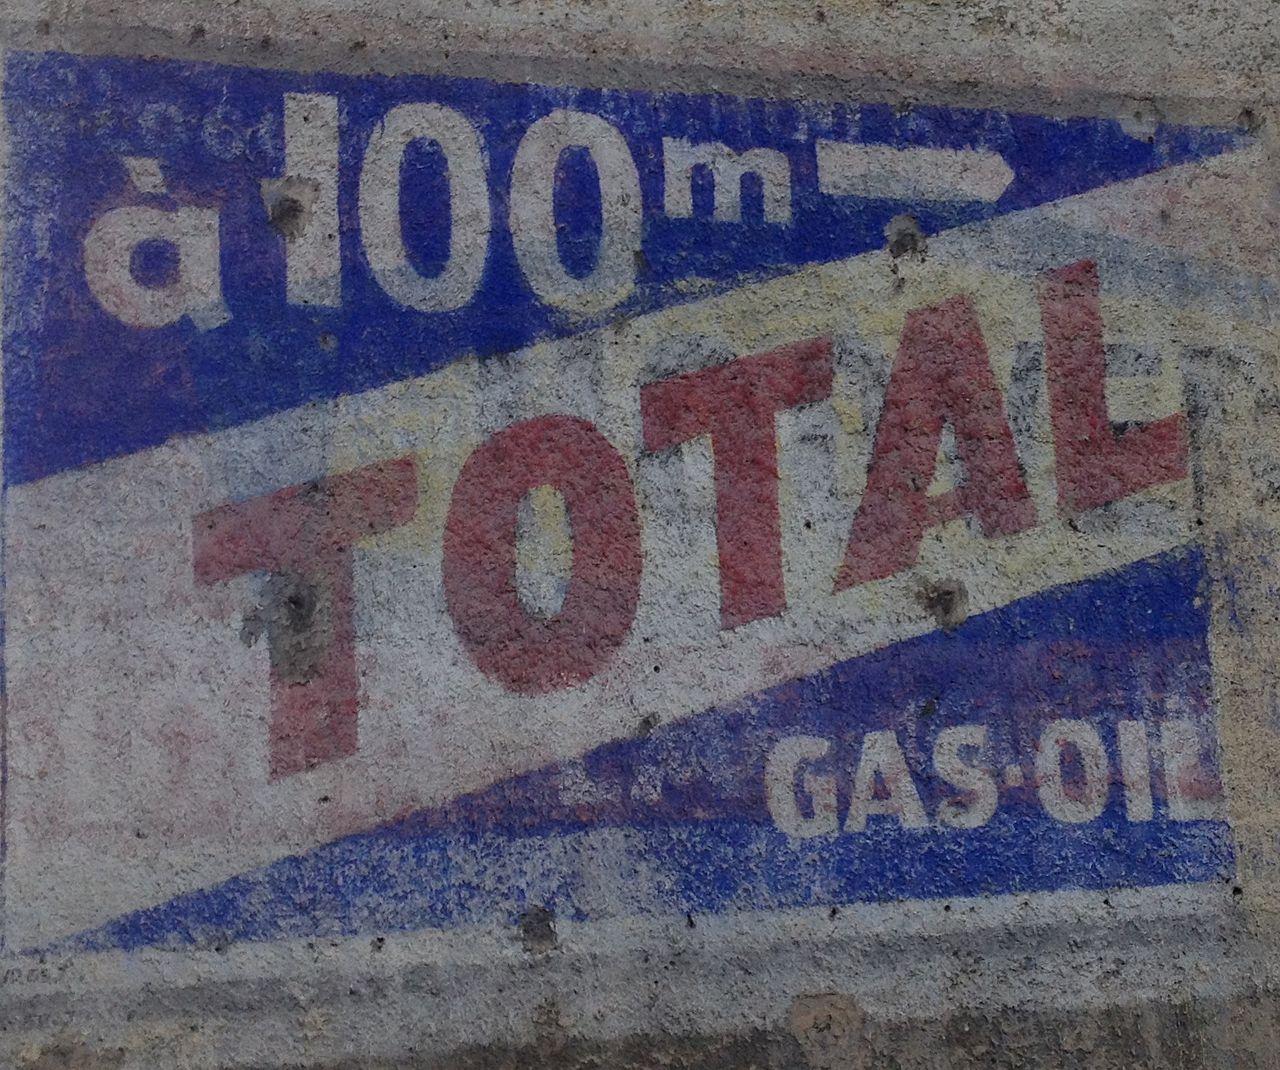 à 100m
TOTAL
GAS-OIL